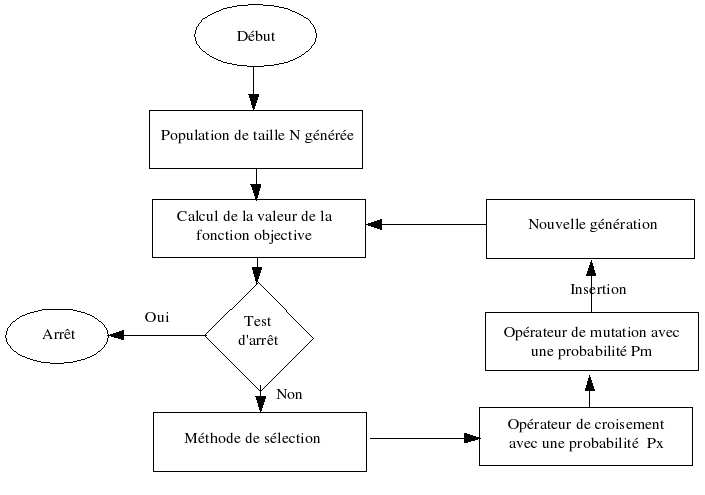 Début
Population de taille N générée
Calcul de la valeur de la
fonction objective
Nouvelle génération
Insertion
Oui
Arrêt
Test
d'arrêt
Opérateur de mutation avec
une probabilité Pm
Non
Méthode de sélection
Opérateur de croisement
avec une probabilité Px